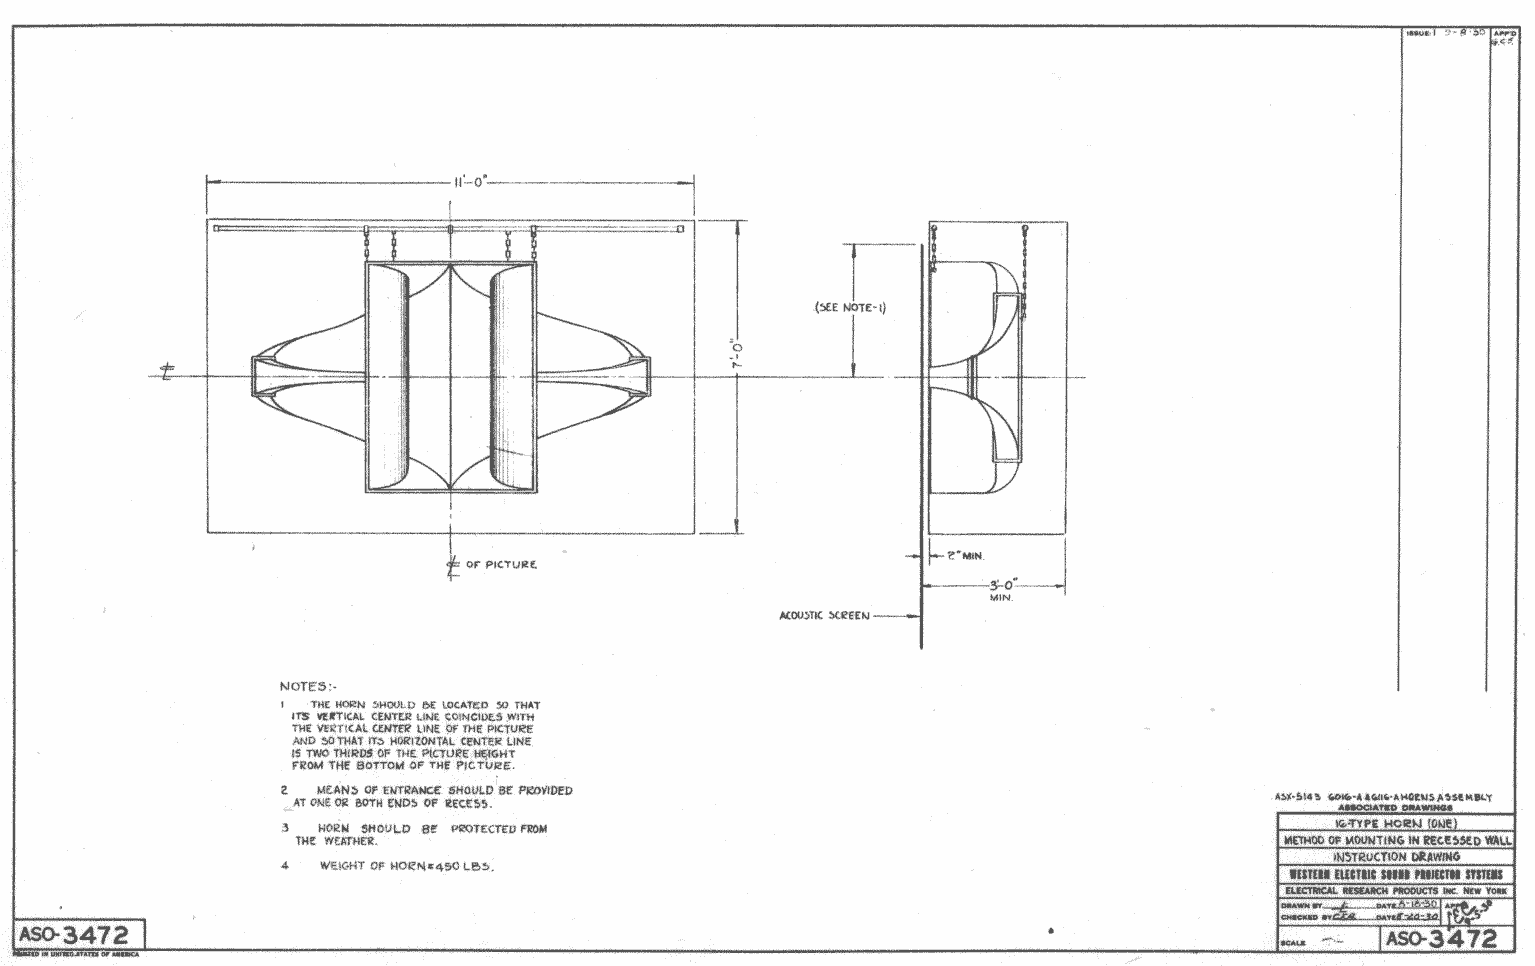 ISSUE 1 9-8-30 APP'D
11'-0"
(SEE NOTE-1)
7'-0"
℄
2" MIN.
℄ OF PICTURE
3'-0"
MIN.
ACOUSTIC SCREEN
NOTES:-
1 THE HORN SHOULD BE LOCATED SO THAT
ITS VERTICAL CENTER LINE COINCIDES WITH
THE VERTICAL CENTER LINE OF THE PICTURE
AND SO THAT ITS HORIZONTAL CENTER LINE
IS TWO THIRDS OF THE PICTURE HEIGHT
FROM THE BOTTOM OF THE PICTURE.
2 MEANS OF ENTRANCE SHOULD BE PROVIDED
AT ONE OR BOTH ENDS OF RECESS.
3 HORN SHOULD BE PROTECTED FROM
THE WEATHER.
4 WEIGHT OF HORN = 450 LBS.
ASX-5143 6016-A & 6116-A HORNS ASSEMBLY
ASSOCIATED DRAWINGS
16-TYPE HORN (ONE)
METHOD OF MOUNTING IN RECESSED WALL
INSTRUCTION DRAWING
WESTERN ELECTRIC SOUND PROJECTOR SYSTEMS
ELECTRICAL RESEARCH PRODUCTS INC. NEW YORK
DRAWN BY DATE 8-18-30 APP'D
CHECKED BY DATE 8-20-30 9-5-30
SCALE ASO-3472
ASO-3472
PRINTED IN UNITED STATES OF AMERICA